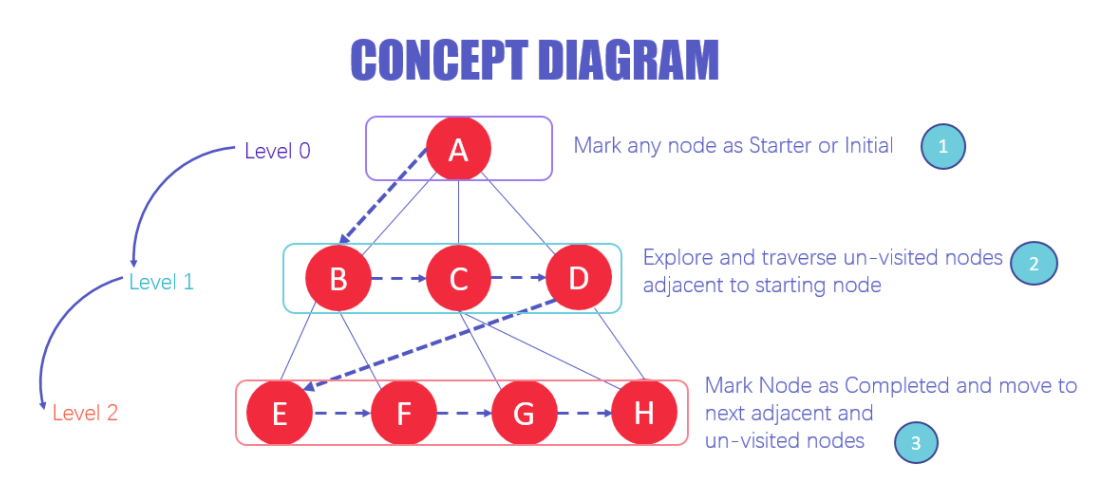 CONCEPT DIAGRAM
Level 0
A
Mark any node as Starter or Initial
1
Level 1
B
C
D
Explore and traverse un-visited nodes
adjacent to starting node
2
Level 2
E
F
G
H
Mark Node as Completed and move to
next adjacent and
un-visited nodes
3